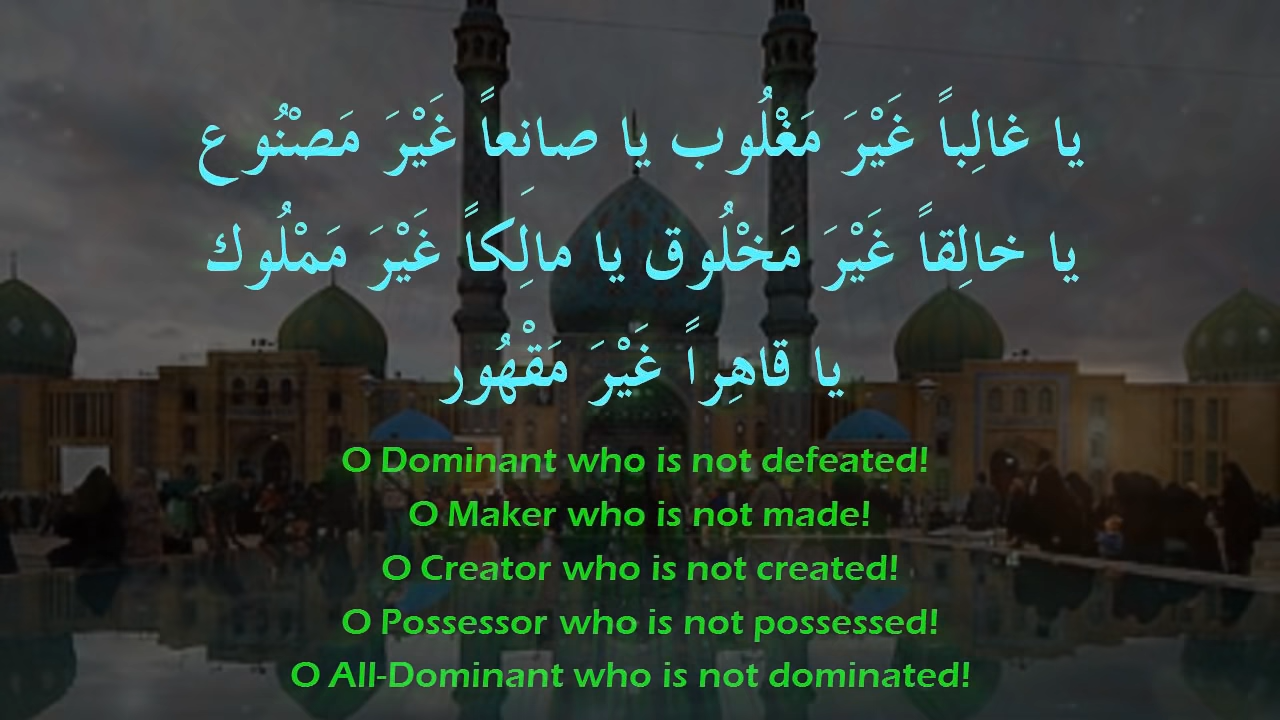 يا غالِباً غَيْرَ مَغْلُوب يا صانِعاً غَيْرَ مَصْنُوع
يا خالِقاً غَيْرَ مَخْلُوق يا مالِكاً غَيْرَ مَمْلُوك
يا قاهِراً غَيْرَ مَقْهُور
O Dominant who is not defeated!
O Maker who is not made!
O Creator who is not created!
O Possessor who is not possessed!
O All-Dominant who is not dominated!